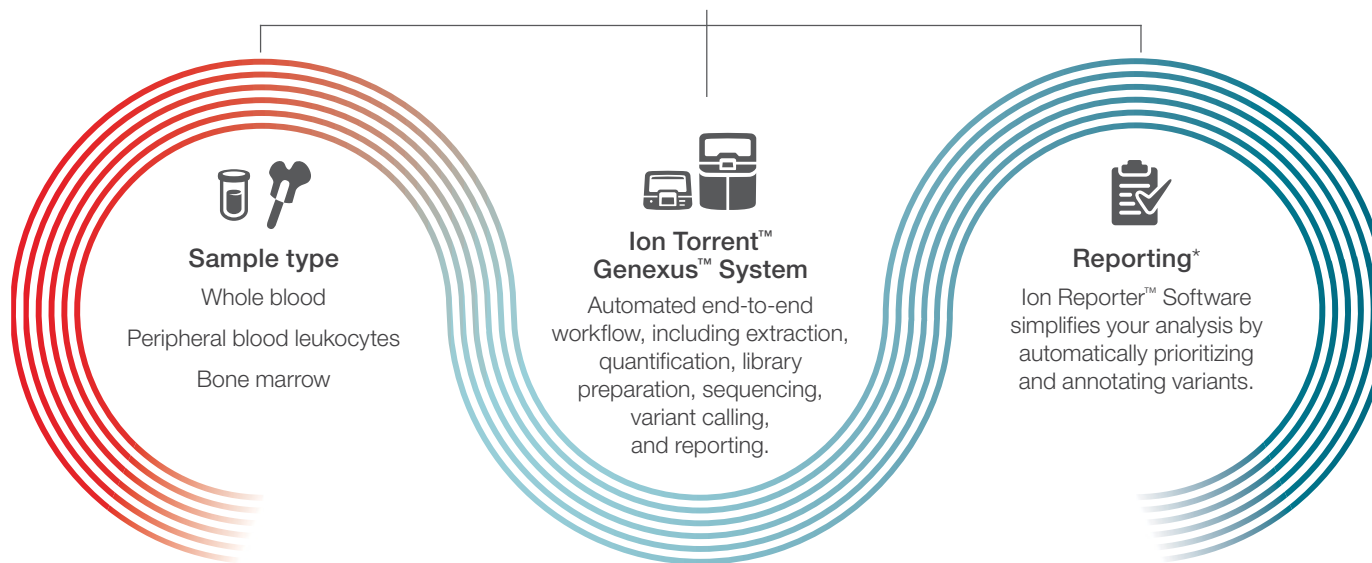 Sample type
Whole blood
Peripheral blood leukocytes
Bone marrow
Ion Torrent™
Genexus™ System
Automated end-to-end
workflow, including extraction,
quantification, library
preparation, sequencing,
variant calling,
and reporting.
Reporting*
Ion Reporter™ Software
simplifies your analysis by
automatically prioritizing
and annotating variants.